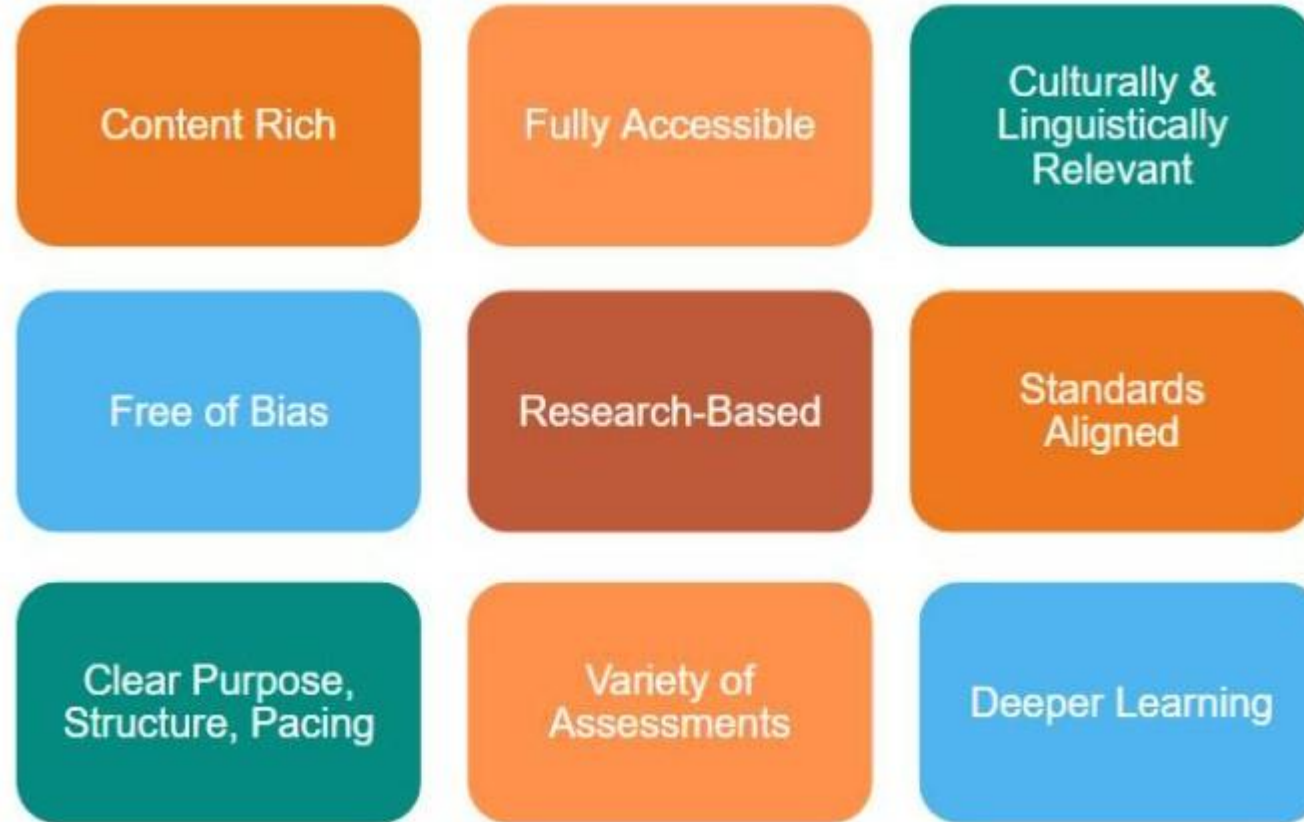 Content Rich
Fully Accessible
Culturally &
Linguistically
Relevant
Free of Bias
Research-Based
Standards
Aligned
Clear Purpose,
Structure, Pacing
Variety of
Assessments
Deeper Learning